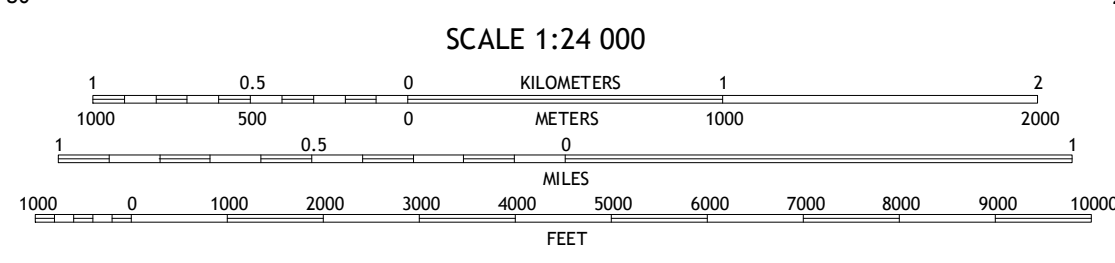 SCALE 1:24 000
1 0.5 0 KILOMETERS 1 2
1000 500 0 METERS 1000 2000
1 0.5 0 1
MILES
1000 0 1000 2000 3000 4000 5000 6000 7000 8000 9000 10000
FEET